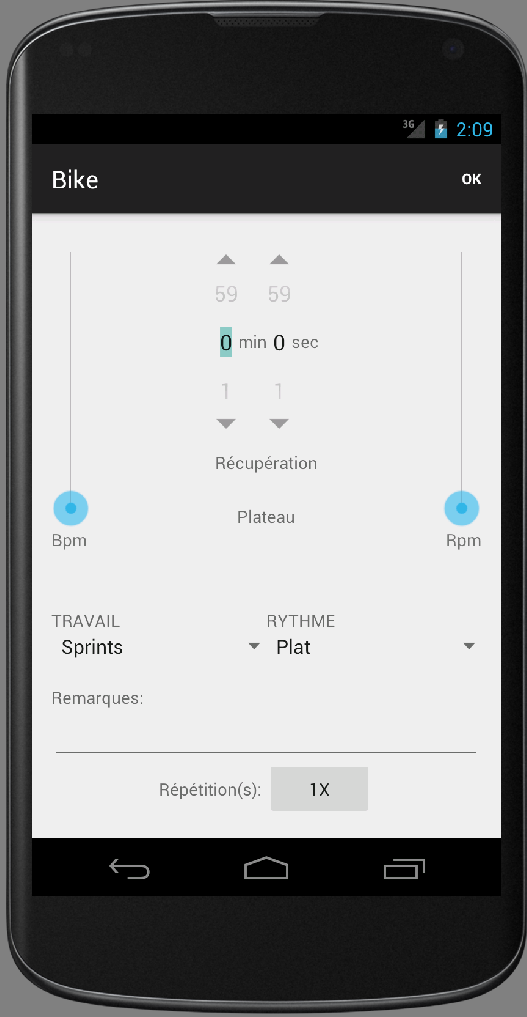 3G 2:09
Bike OK
59 59
0 min 0 sec
1 1
Récupération
Plateau
Bpm Rpm
TRAVAIL RYTHME
Sprints Plat
Remarques:
Répétition(s): 1X